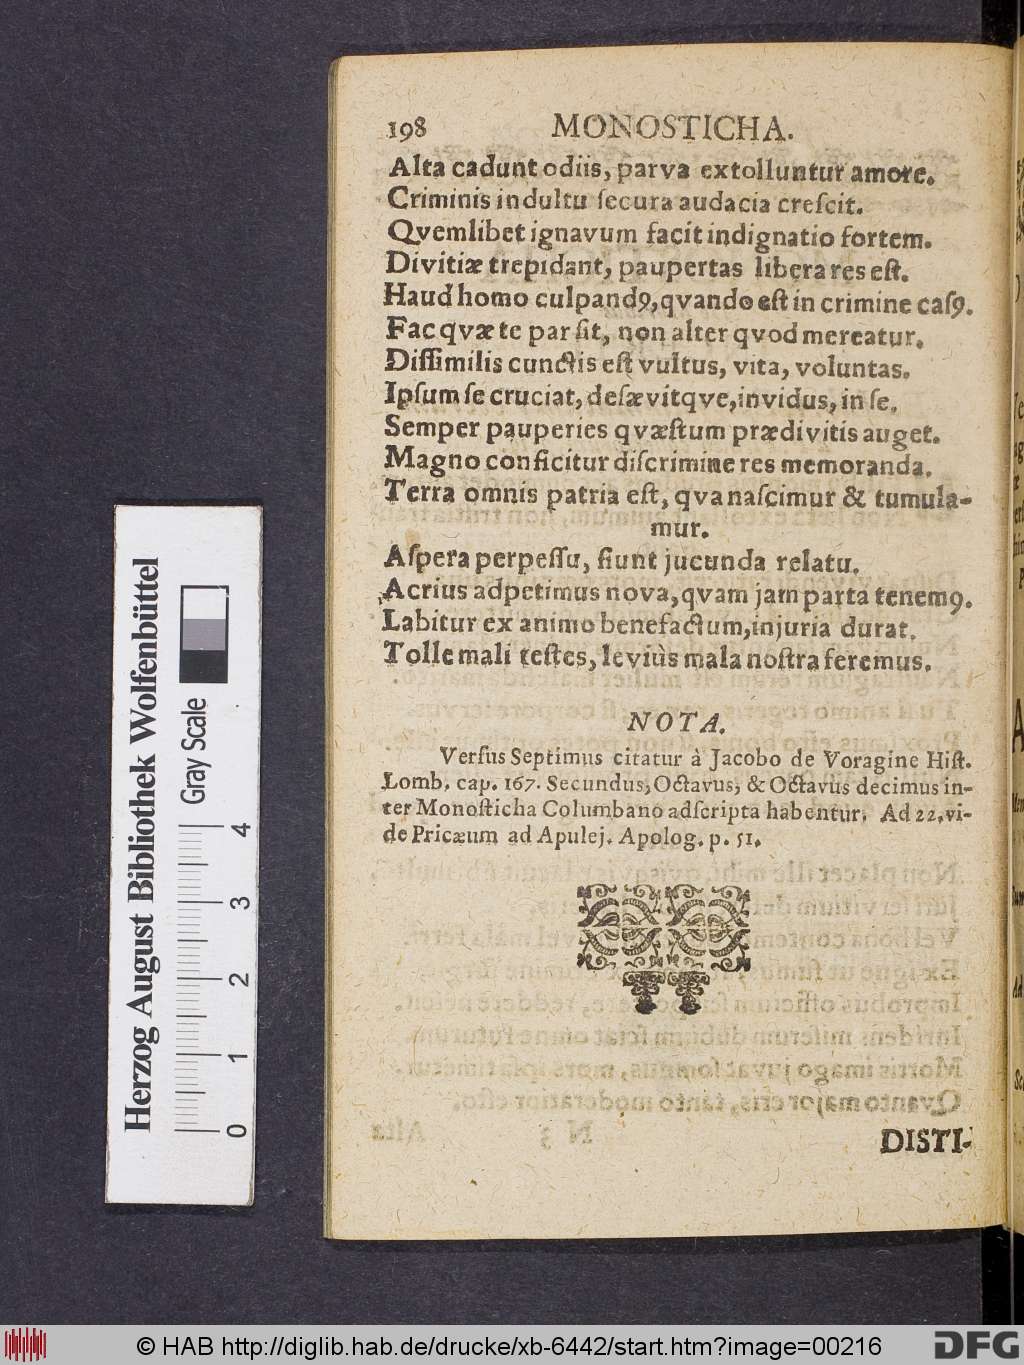 198 MONOSTICHA.
Alta cadunt odiis, parva extolluntur amore.
Criminis indultu ſecura audacia creſcit.
Qvemlibet ignavum facit indignatio fortem.
Divitiæ trepidant, paupertas libera res eſt.
Haud homo culpandꝰ, qvando eſt in crimine caſꝰ.
Fac qvæ te par ſit, non alter qvod mereatur.
Diſſimilis cunctis eſt vultus, vita, voluntas.
Ipſum ſe cruciat, deſævitqve, invidus, in ſe.
Semper pauperies qvæſtum prædivitis auget.
Magno conficitur diſcrimine res memoranda.
Terra omnis patria eſt, qva naſcimur & tumula-
mur.
Aſpera perpeſſu, fiunt jucunda relatu.
Acrius adpetimus nova, qvam jam parta tenemꝰ.
Labitur ex animo benefactum, injuria durat.
Tolle mali teſtes, leviùs mala noſtra feremus.
NOTA.
Verſus Septimus citatur à Jacobo de Voragine Hiſt.
Lomb. cap. 167. Secundus, Octavus, & Octavus decimus in-
ter Monoſticha Columbano adſcripta habentur. Ad 22. vi-
de Pricæum ad Apulej. Apolog. p. 51.
DISTI-
Herzog August Bibliothek Wolfenbüttel
Gray Scale
0 1 2 3 4
© HAB http://diglib.hab.de/drucke/xb-6442/start.htm?image=00216
DFG